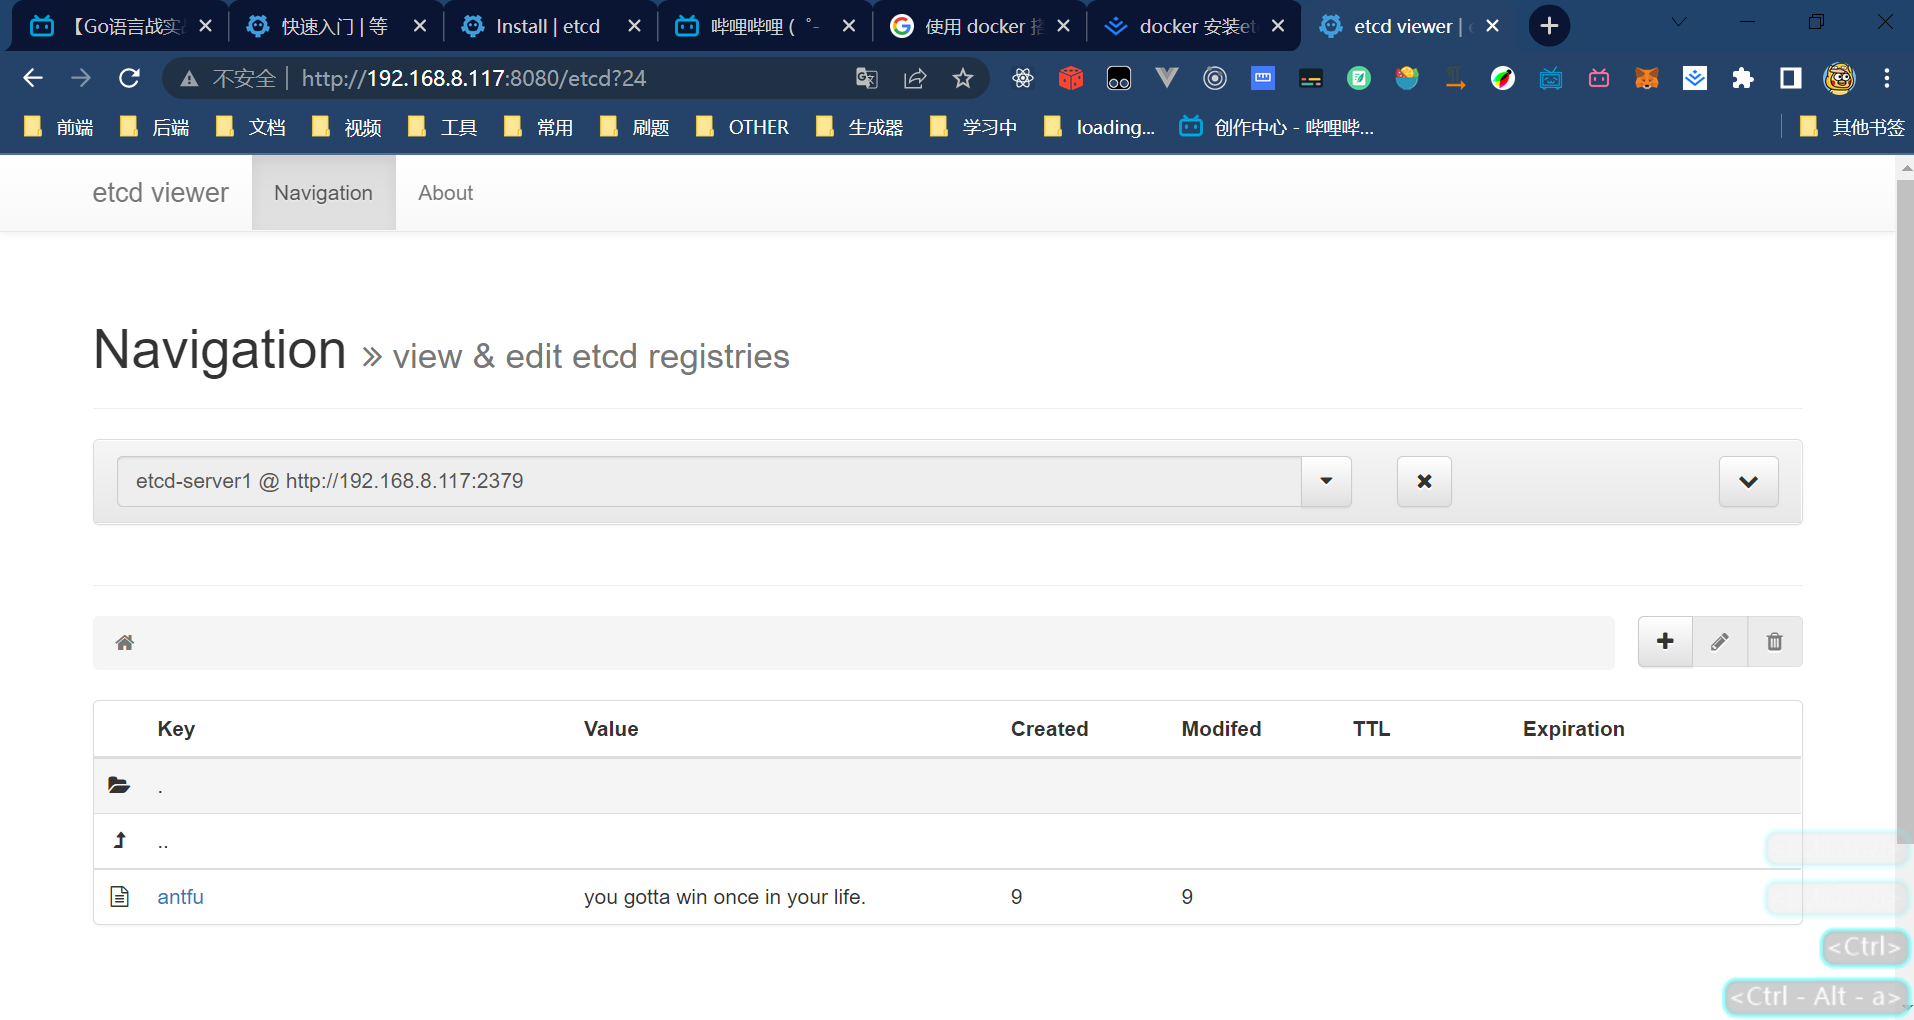 【Go语言战实
快速入门 | 等
Install | etcd
哔哩哔哩 ( ゜-
使用 docker 搭
docker 安装etc
etcd viewer |
不安全 | http://192.168.8.117:8080/etcd?24
前端
后端
文档
视频
工具
常用
刷题
OTHER
生成器
学习中
loading...
创作中心 - 哔哩哔...
其他书签
etcd viewer
Navigation
About
Navigation » view & edit etcd registries
etcd-server1 @ http://192.168.8.117:2379
Key Value Created Modifed TTL Expiration
.
..
antfu you gotta win once in your life. 9 9
<Ctrl>
<Ctrl - Alt - a>